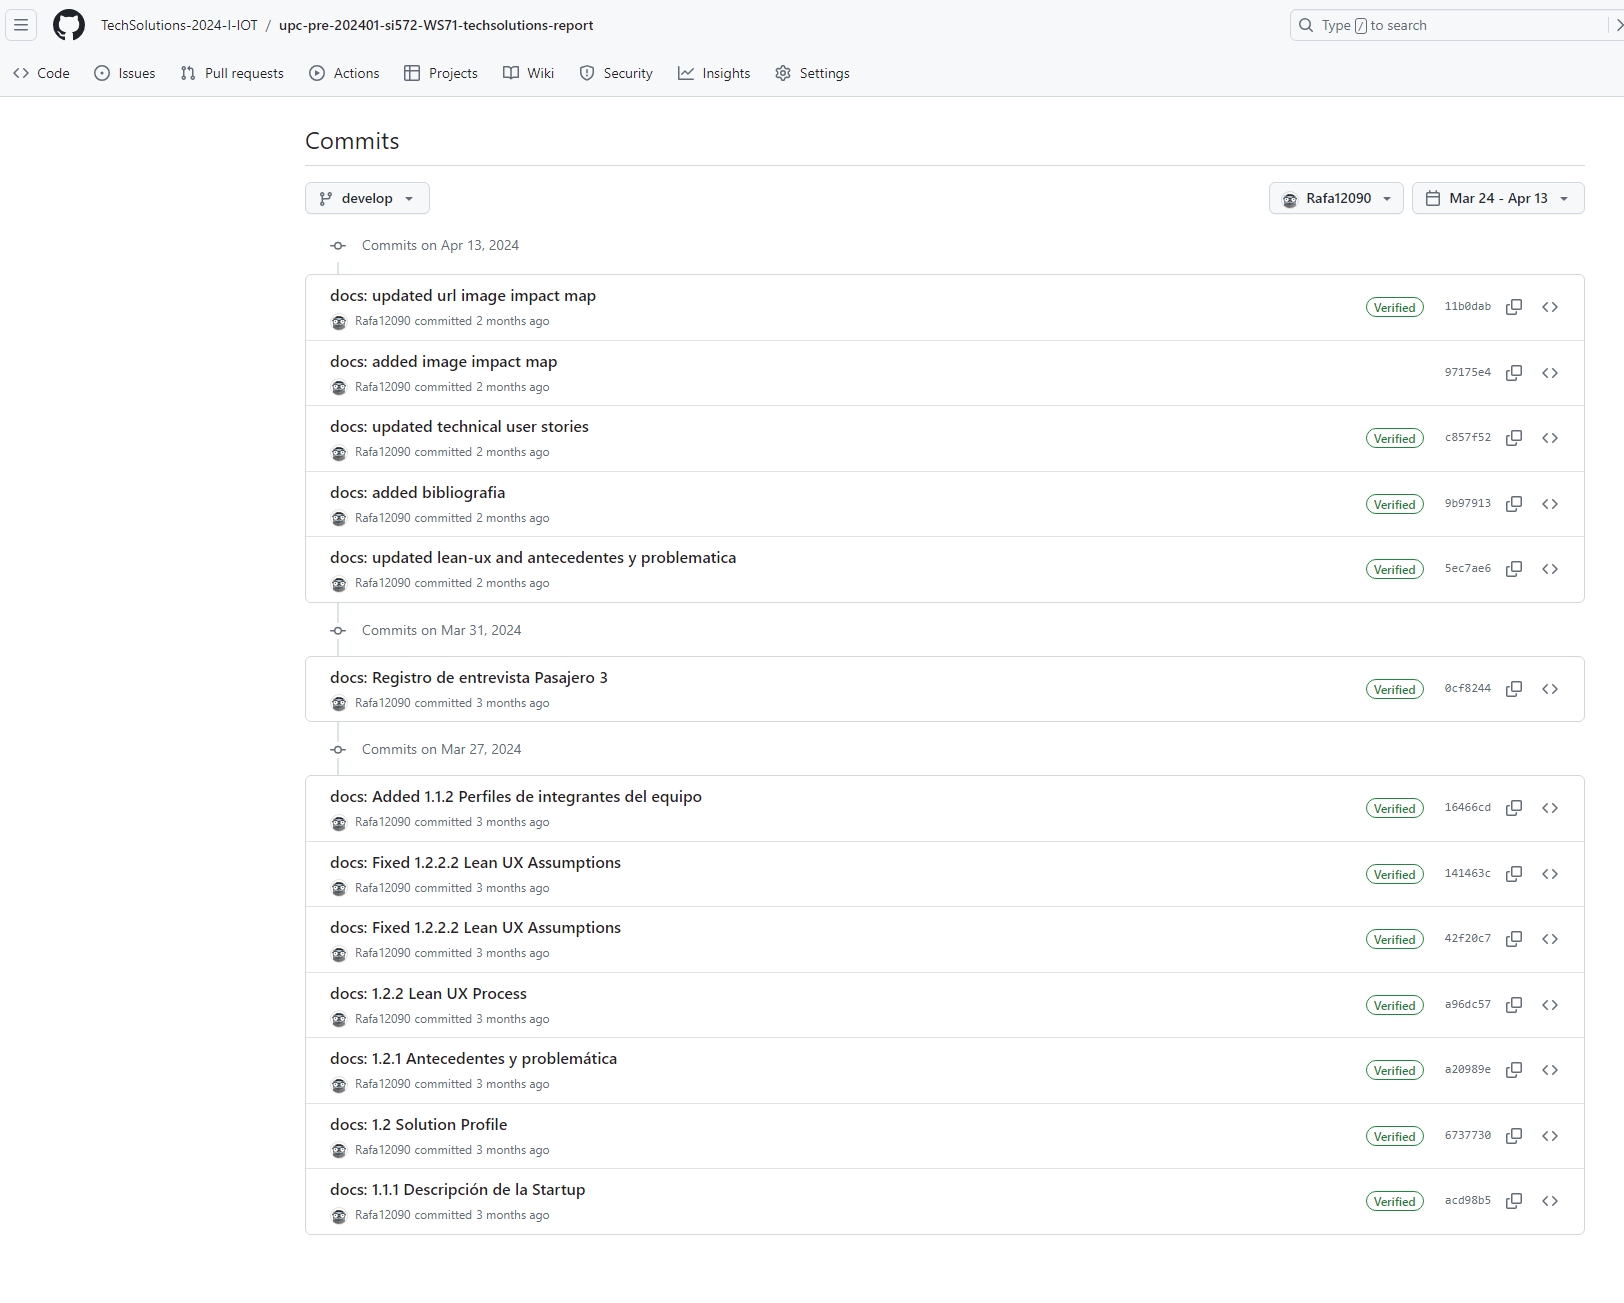 TechSolutions-2024-I-IOT / upc-pre-202401-si572-WS71-techsolutions-report
Type / to search
Code Issues Pull requests Actions Projects Wiki Security Insights Settings
Commits
develop Rafa12090 Mar 24 - Apr 13
Commits on Apr 13, 2024
docs: updated url image impact map
Rafa12090 committed 2 months ago
Verified 11b0dab
docs: added image impact map
Rafa12090 committed 2 months ago
97175e4
docs: updated technical user stories
Rafa12090 committed 2 months ago
Verified c857f52
docs: added bibliografia
Rafa12090 committed 2 months ago
Verified 9b97913
docs: updated lean-ux and antecedentes y problematica
Rafa12090 committed 2 months ago
Verified 5ec7ae6
Commits on Mar 31, 2024
docs: Registro de entrevista Pasajero 3
Rafa12090 committed 3 months ago
Verified 0cf8244
Commits on Mar 27, 2024
docs: Added 1.1.2 Perfiles de integrantes del equipo
Rafa12090 committed 3 months ago
Verified 16466cd
docs: Fixed 1.2.2.2 Lean UX Assumptions
Rafa12090 committed 3 months ago
Verified 141463c
docs: Fixed 1.2.2.2 Lean UX Assumptions
Rafa12090 committed 3 months ago
Verified 42f20c7
docs: 1.2.2 Lean UX Process
Rafa12090 committed 3 months ago
Verified a96dc57
docs: 1.2.1 Antecedentes y problemática
Rafa12090 committed 3 months ago
Verified a20989e
docs: 1.2 Solution Profile
Rafa12090 committed 3 months ago
Verified 6737730
docs: 1.1.1 Descripción de la Startup
Rafa12090 committed 3 months ago
Verified acd98b5